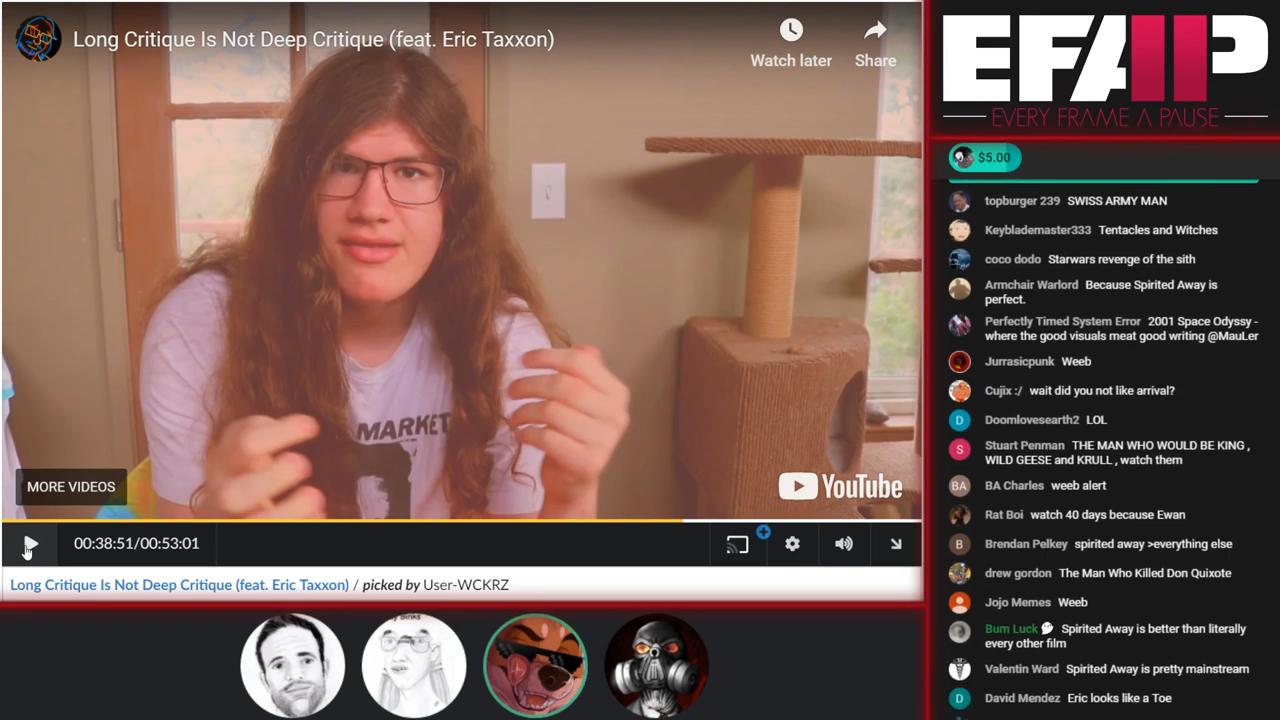 Long Critique Is Not Deep Critique (feat. Eric Taxxon)
Watch later
Share
MARKET
MORE VIDEOS
YouTube
00:38:51/00:53:01
Long Critique Is Not Deep Critique (feat. Eric Taxxon) / picked by User-WCKRZ
EFAP
EVERY FRAME A PAUSE
$5.00
topburger 239 SWISS ARMY MAN
Keyblademaster333 Tentacles and Witches
coco dodo Starwars revenge of the sith
Armchair Warlord Because Spirited Away is
perfect.
Perfectly Timed System Error 2001 Space Odyssy -
where the good visuals meat good writing @MauLer
Jurrasicpunk Weeb
Cujix :/ wait did you not like arrival?
D Doomlovesearth2 LOL
S Stuart Penman THE MAN WHO WOULD BE KING ,
WILD GEESE and KRULL , watch them
BA BA Charles weeb alert
Rat Boi watch 40 days because Ewan
B Brendan Pelkey spirited away >everything else
drew gordon The Man Who Killed Don Quixote
Jojo Memes Weeb
Bum Luck Spirited Away is better than literally
every other film
Valentin Ward Spirited Away is pretty mainstream
D David Mendez Eric looks like a Toe